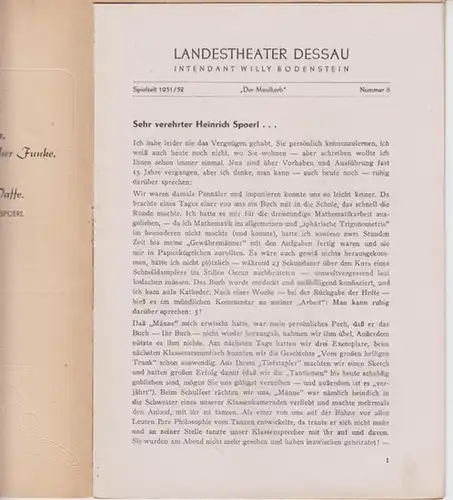 LANDESTHEATER DESSAU
INTENDANT WILLY BODENSTEIN
Spielzeit 1951/52 „Der Maulkorb“ Nummer 6
Sehr verehrter Heinrich Spoerl . . .
Ich habe leider nie das Vergnügen gehabt, Sie persönlich kennenzulernen, ich
weiß auch heute noch nicht, wo Sie wohnen — aber schreiben wollte ich
Ihnen schon immer einmal. Nun sind über Vorhaben und Ausführung fast
15 Jahre vergangen, aber ich denke, man kann — auch heute noch — ruhig
darüber sprechen:
Wir waren damals Pennäler und imponieren konnte uns so leicht keiner. Da
brachte eines Tages einer von uns ein Buch mit in die Schule, das schnell die
Runde machte. Ich hatte es mir für die dreistündige Mathematikarbeit ausge-
liehen, — da ich Mathematik im allgemeinen und „sphärische Trigonometrie“
im besonderen nicht mochte (und konnte), hatte ich sowieso zwei Stunden
Zeit bis meine „Gewährsmänner“ mit den Aufgaben fertig waren und sie
mir in Papierkügelchen zurollten. Es wäre auch gewiß nichts herausgekom-
men, hätte ich nicht plötzlich — während 23 Sekundaner über den Kurs eines
Schnelldampfers im Stillen Ocean nachbrüteten — umweltvergessend laut
losgelacht. Das Buch wurde entdeckt und mißbilligend konfisziert, und
ich kam aufs Katheder. Nach einer Woche — bei der Rückgabe der Hefte —
hieß es im mündlichen Kommentar zu meiner „Arbeit“: Man kann ruhig
darüber sprechen: 5!
Daß „Männe“ mich erwischt hatte, war mein persönliches Pech, daß er das
Buch — Ihr Buch — nicht wieder herausgab, nahmen wir ihm übel. Außerdem
nützte es ihm nichts. Am nächsten Tage hatten wir drei Exemplare, beim
nächsten Klassenstammtisch konnten wir die Geschichte „Vom großen heiligen
Trank“ schon auswendig. Aus Ihrem „Tiefstapler“ machten wir einen Sketch
und hatten großen Erfolg damit (daß wir die „Tantiemen“ bis heute schuldig
geblieben sind, mögen Sie uns gütigst verzeihen — und außerdem ist es „ver-
jährt“). Beim Schulfest rächten wir uns. „Männe“ war nämlich heimlich in
die Schwester eines unserer Klassenkameraden verliebt und machte mehrmals
den Anlauf, mit ihr zu tanzen. Als einer von uns auf der Bühne vor allen
Leuten Ihre Philosophie vom Tanzen entwickelte, da traute er sich nicht mehr
und an seiner Stelle tanzte unser Klassensprecher mit ihr auf und davon.
Sie wurden am Abend nicht mehr gesehen und haben inzwischen geheiratet! —
1
Funke,
SPOERL